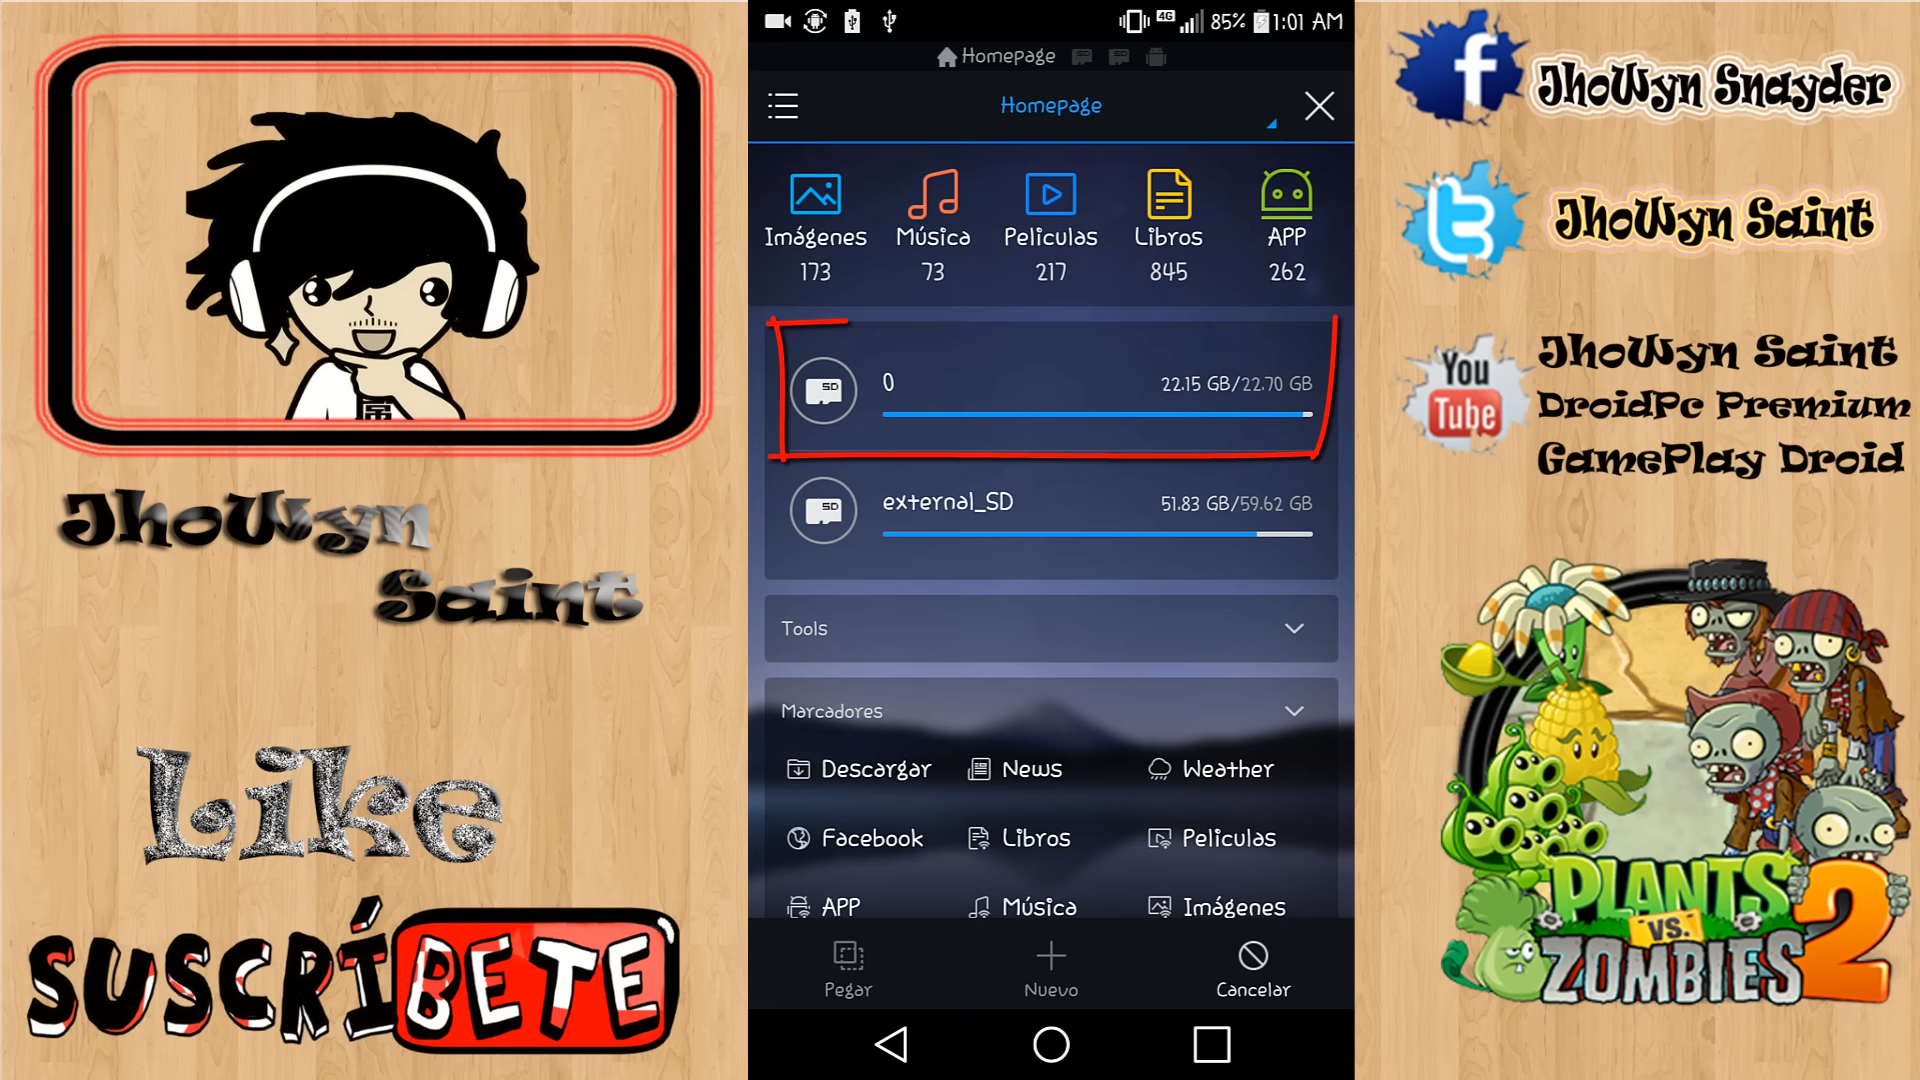 JhoWyn
Saint
Like
SUSCRÍBETE
4G 85% 1:01 AM
Homepage
Homepage
Imágenes Música Películas Libros APP
173 73 217 845 262
SD 0 22.15 GB/22.70 GB
SD external_SD 51.83 GB/59.62 GB
Tools
Marcadores
Descargar News Weather
Facebook Libros Películas
APP Música Imágenes
Pegar Nuevo Cancelar
f JhoWyn Snayder
t JhoWyn Saint
You Tube
JhoWyn Saint
DroidPc Premium
GamePlay Droid
PLANTS
VS.
ZOMBIES 2